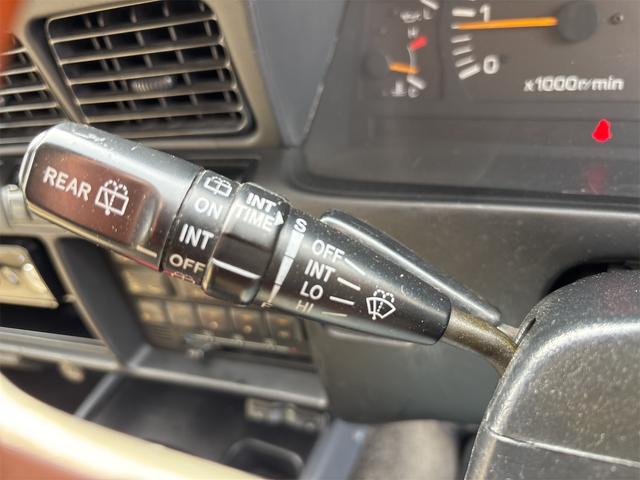 1
H
0
x1000r/min
REAR
ON
INT
OFF
INT
TIME
S
F
OFF
INT
LO
HI